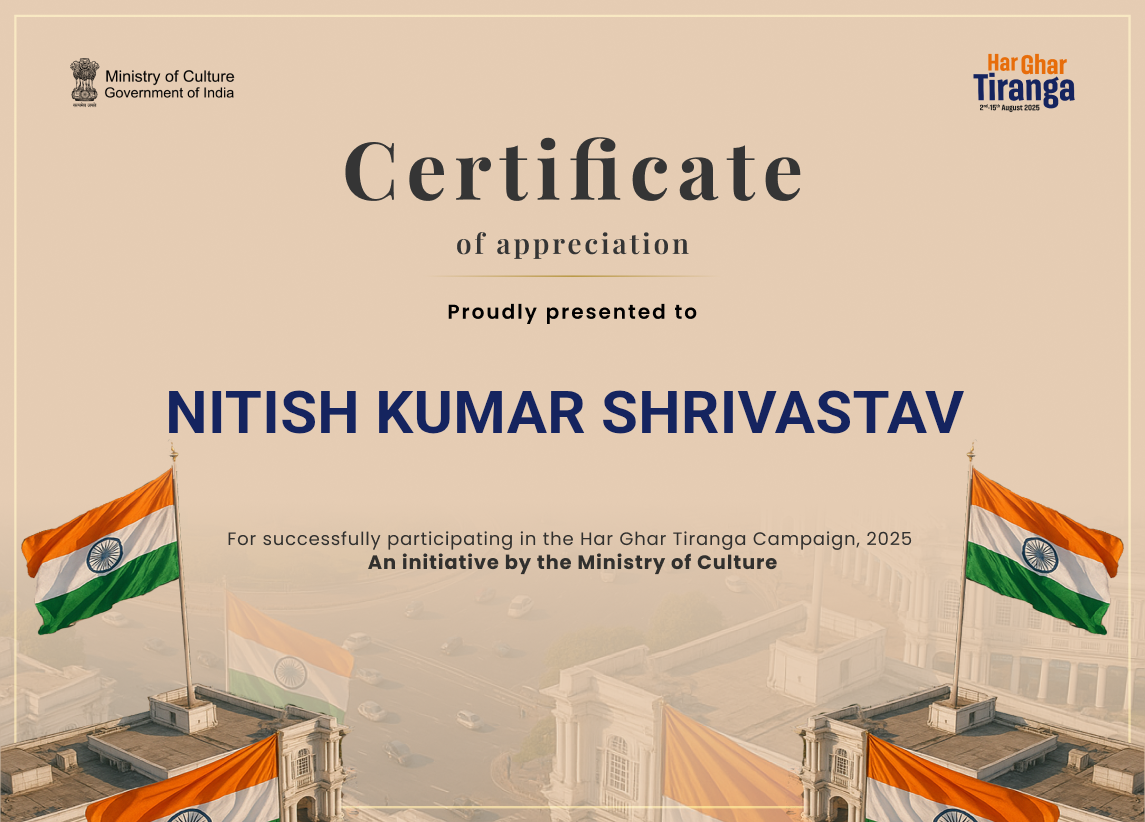 Ministry of Culture
Government of India
Har Ghar
Tiranga
2nd-15th August 2025
Certificate
of appreciation
Proudly presented to
NITISH KUMAR SHRIVASTAV
For successfully participating in the Har Ghar Tiranga Campaign, 2025
An initiative by the Ministry of Culture